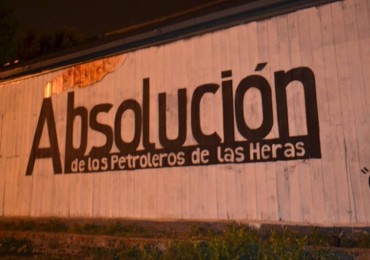 Absolución
de los Petroleros de las Heras